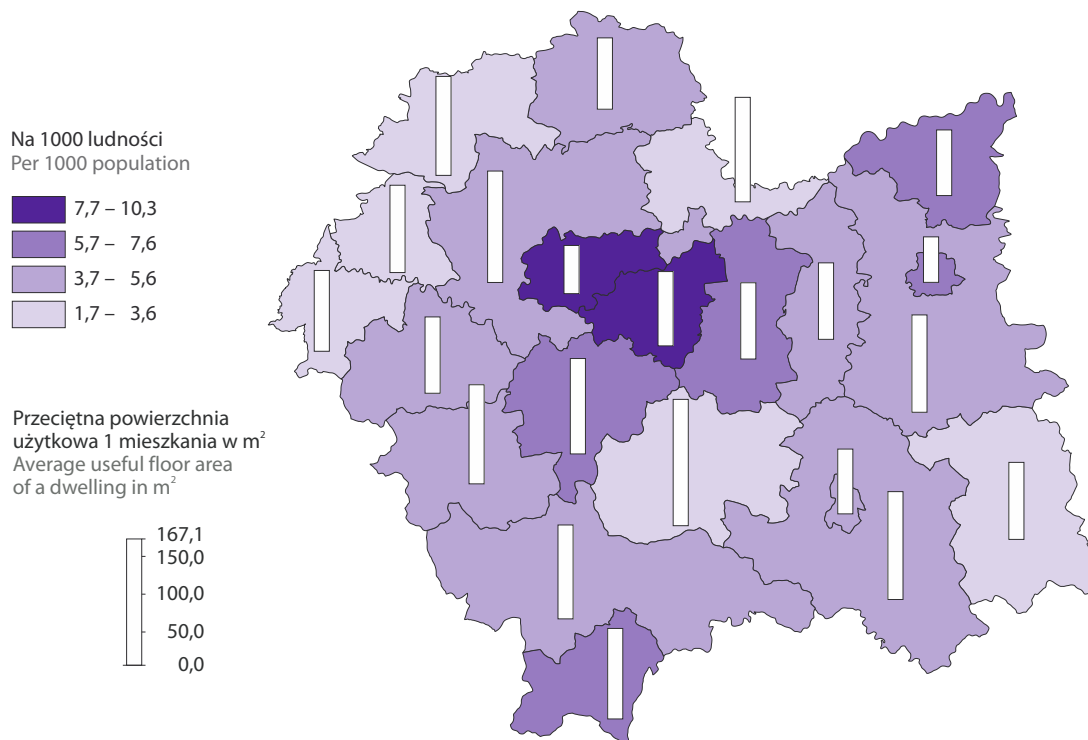 Na 1000 ludności
Per 1000 population
7,7 – 10,3
5,7 – 7,6
3,7 – 5,6
1,7 – 3,6
Przeciętna powierzchnia
użytkowa 1 mieszkania w m²
Average useful floor area
of a dwelling in m²
167,1
150,0
100,0
50,0
0,0